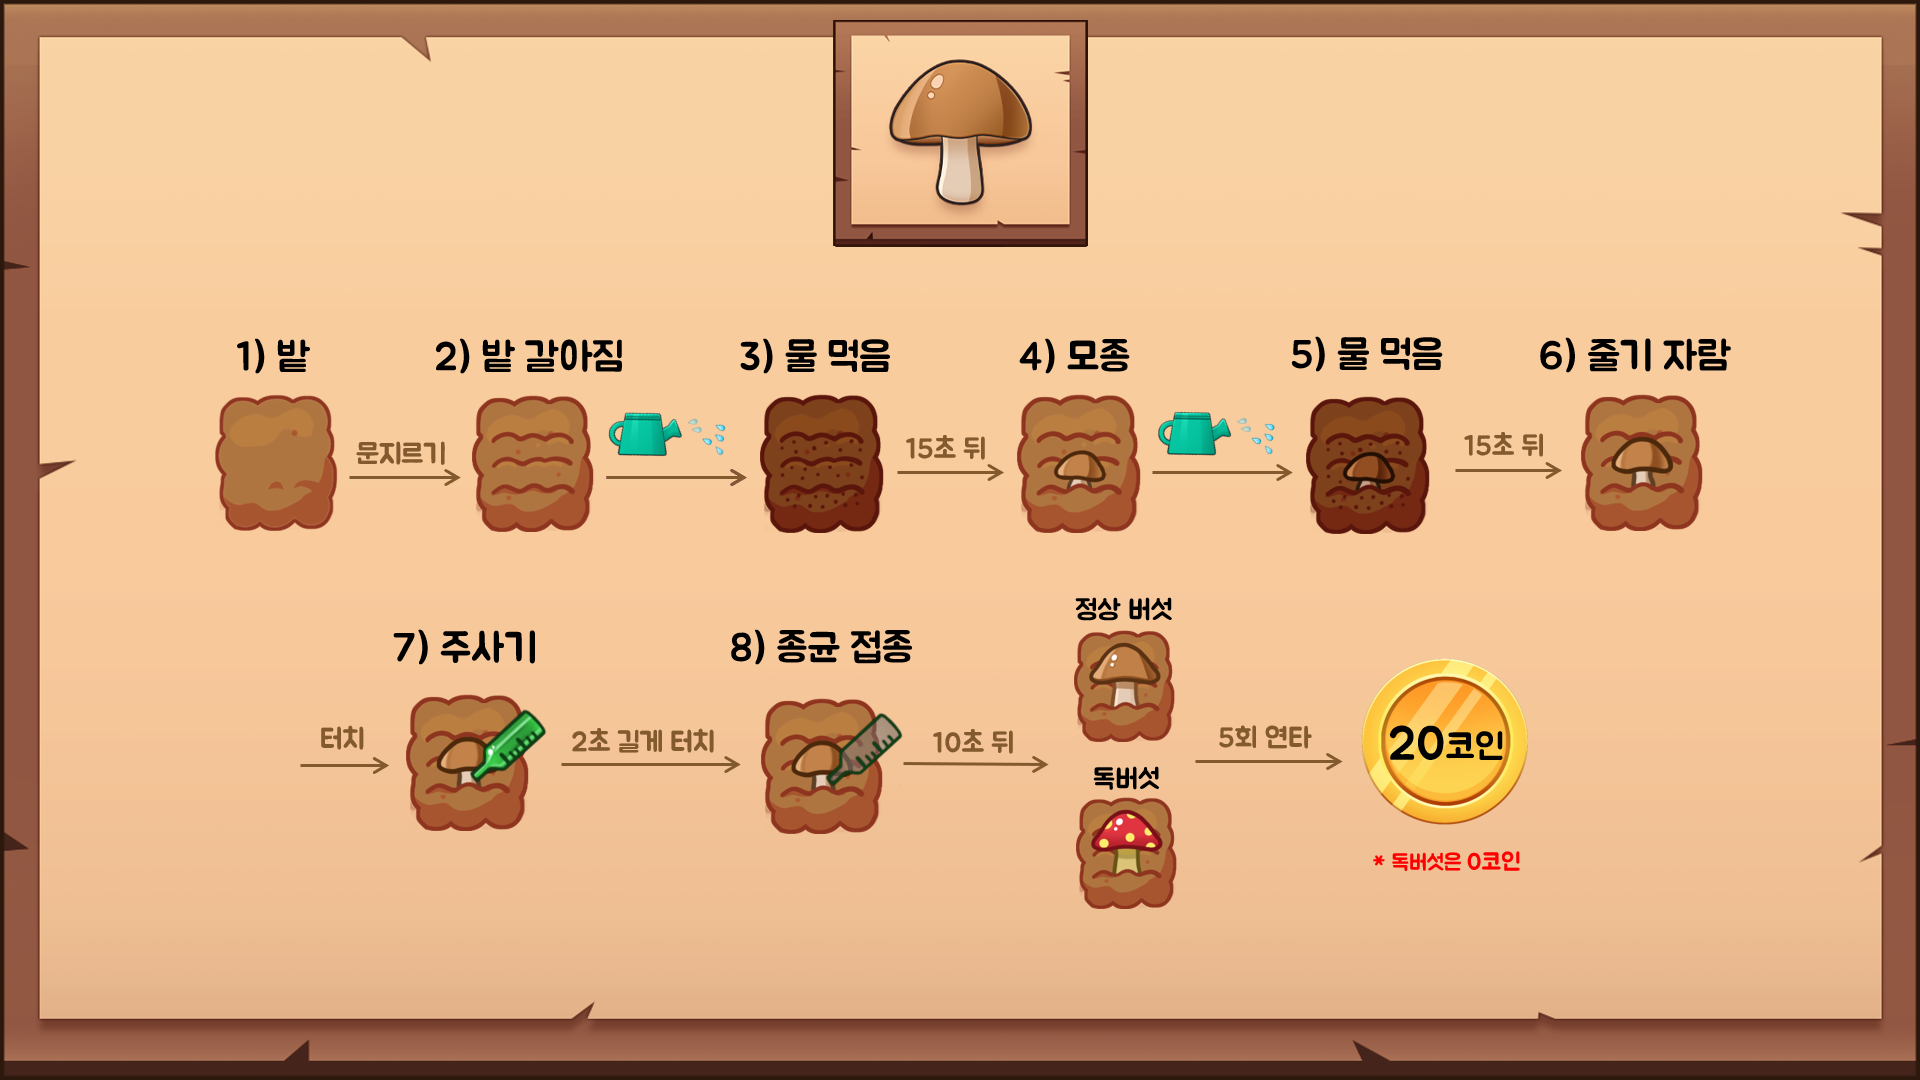 1) 밭
2) 밭 갈아짐
3) 물 먹음
4) 모종
5) 물 먹음
6) 줄기 자람
문지르기
15초 뒤
15초 뒤
7) 주사기
8) 종균 접종
정상 버섯
터치
2초 길게 터치
10초 뒤
5회 연타
20코인
독버섯
* 독버섯은 0코인